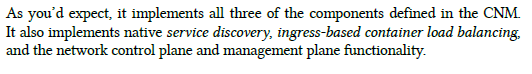 As you’d expect, it implements all three of the components defined in the CNM.
It also implements native service discovery, ingress-based container load balancing,
and the network control plane and management plane functionality.